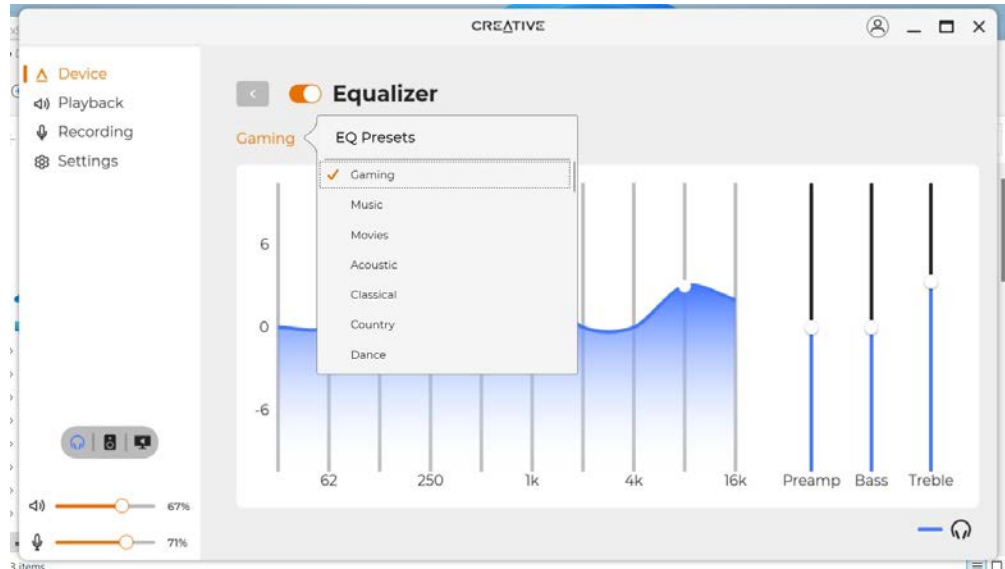 CREATIVE
Device
Playback
Recording
Settings
Equalizer
Gaming
EQ Presets
Gaming
Music
Movies
Acoustic
Classical
Country
Dance
6
0
-6
62 250 1k 4k 16k Preamp Bass Treble
67%
71%
3 items